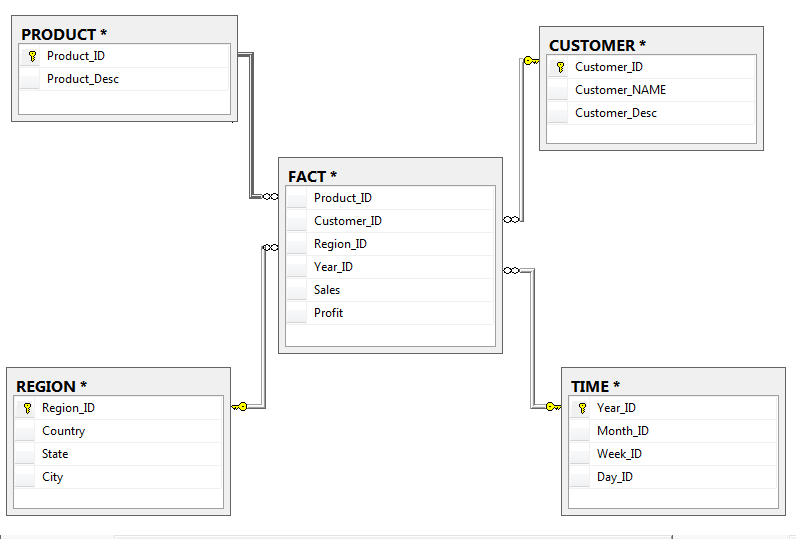 PRODUCT *
Product_ID
Product_Desc
CUSTOMER *
Customer_ID
Customer_NAME
Customer_Desc
FACT *
Product_ID
Customer_ID
Region_ID
Year_ID
Sales
Profit
REGION *
Region_ID
Country
State
City
TIME *
Year_ID
Month_ID
Week_ID
Day_ID